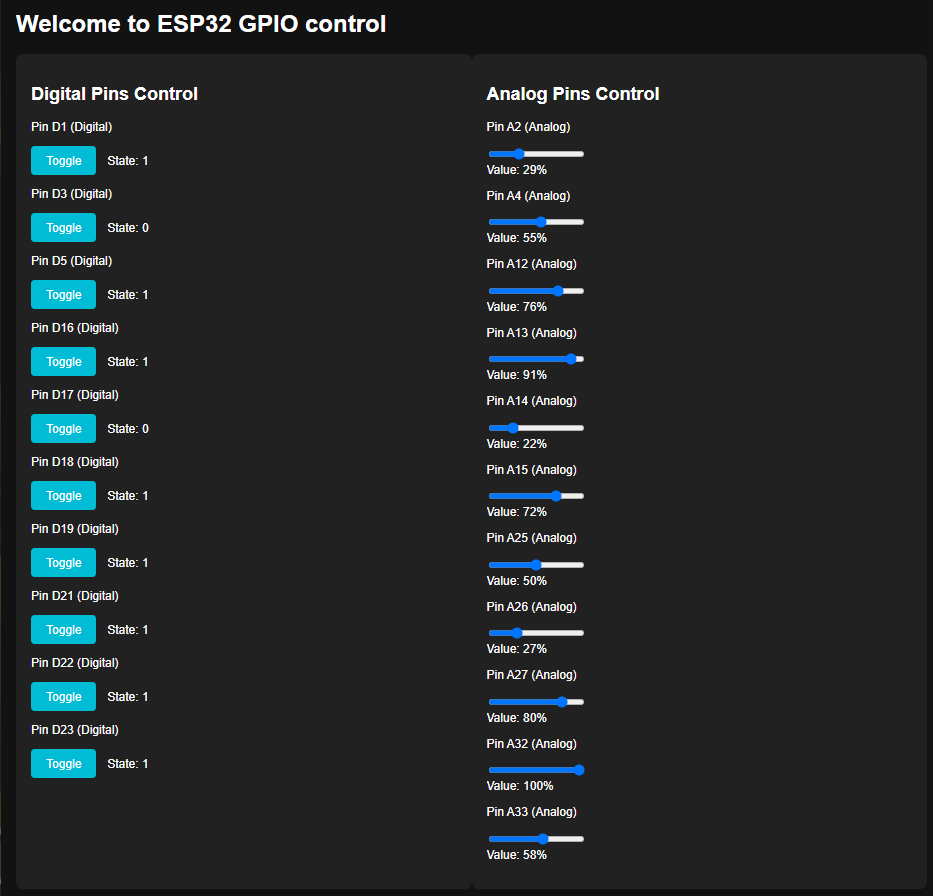 Welcome to ESP32 GPIO control
Digital Pins Control
Pin D1 (Digital)
Toggle State: 1
Pin D3 (Digital)
Toggle State: 0
Pin D5 (Digital)
Toggle State: 1
Pin D16 (Digital)
Toggle State: 1
Pin D17 (Digital)
Toggle State: 0
Pin D18 (Digital)
Toggle State: 1
Pin D19 (Digital)
Toggle State: 1
Pin D21 (Digital)
Toggle State: 1
Pin D22 (Digital)
Toggle State: 1
Pin D23 (Digital)
Toggle State: 1
Analog Pins Control
Pin A2 (Analog)
Value: 29%
Pin A4 (Analog)
Value: 55%
Pin A12 (Analog)
Value: 76%
Pin A13 (Analog)
Value: 91%
Pin A14 (Analog)
Value: 22%
Pin A15 (Analog)
Value: 72%
Pin A25 (Analog)
Value: 50%
Pin A26 (Analog)
Value: 27%
Pin A27 (Analog)
Value: 80%
Pin A32 (Analog)
Value: 100%
Pin A33 (Analog)
Value: 58%